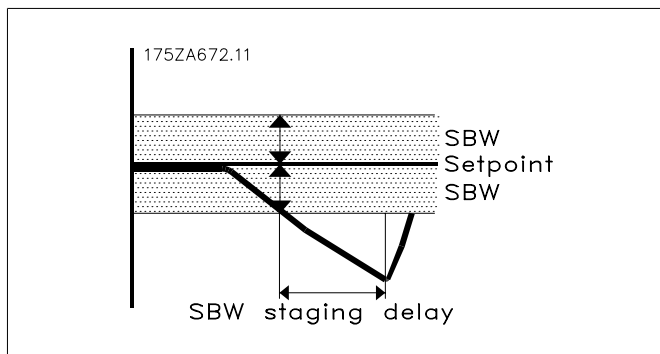 175ZA672.11
SBW
Setpoint
SBW
SBW staging delay